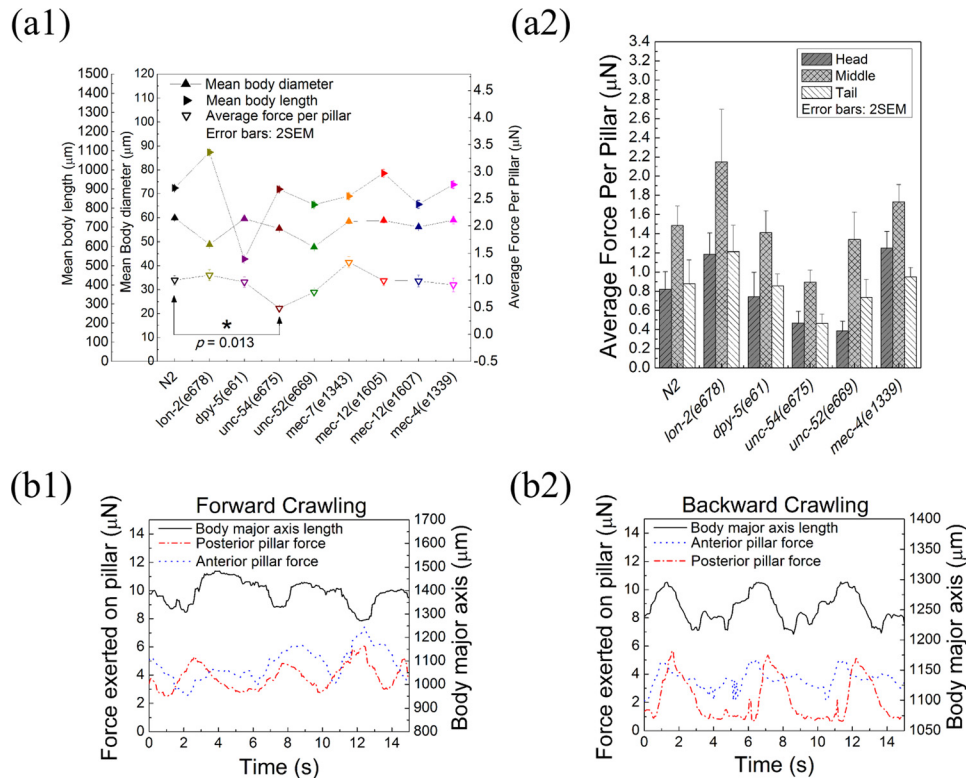 (a1)
Mean body length (μm)
1500
1400
1300
1200
1100
1000
900
800
700
600
500
400
300
200
100
0
Mean Body diameter (μm)
120
110
100
90
80
70
60
50
40
30
20
10
0
Mean body diameter
Mean body length
Average force per pillar
Error bars: 2SEM
*
p = 0.013
4.5
4.0
3.5
3.0
2.5
2.0
1.5
1.0
0.5
0.0
-0.5
Average Force Per Pillar (μN)
N2
lon-2(e678)
dpy-5(e61)
unc-54(e675)
unc-52(e669)
mec-7(e1343)
mec-12(e1605)
mec-12(e1607)
mec-4(e1339)
(a2)
Average Force Per Pillar (μN)
3.4
3.2
3.0
2.8
2.6
2.4
2.2
2.0
1.8
1.6
1.4
1.2
1.0
0.8
0.6
0.4
0.2
0.0
Head
Middle
Tail
Error bars: 2SEM
N2
lon-2(e678)
dpy-5(e61)
unc-54(e675)
unc-52(e669)
mec-4(e1339)
(b1)
Forward Crawling
Force exerted on pillar (μN)
14
12
10
8
6
4
2
0
Body major axis length
Posterior pillar force
Anterior pillar force
1700
1600
1500
1400
1300
1200
1100
1000
900
800
Body major axis (μm)
0 2 4 6 8 10 12 14
Time (s)
(b2)
Backward Crawling
Force exerted on pillar (μN)
16
14
12
10
8
6
4
2
0
Body major axis length
Anterior pillar force
Posterior pillar force
1400
1350
1300
1250
1200
1150
1100
1050
Body major axis (μm)
0 2 4 6 8 10 12 14
Time (s)